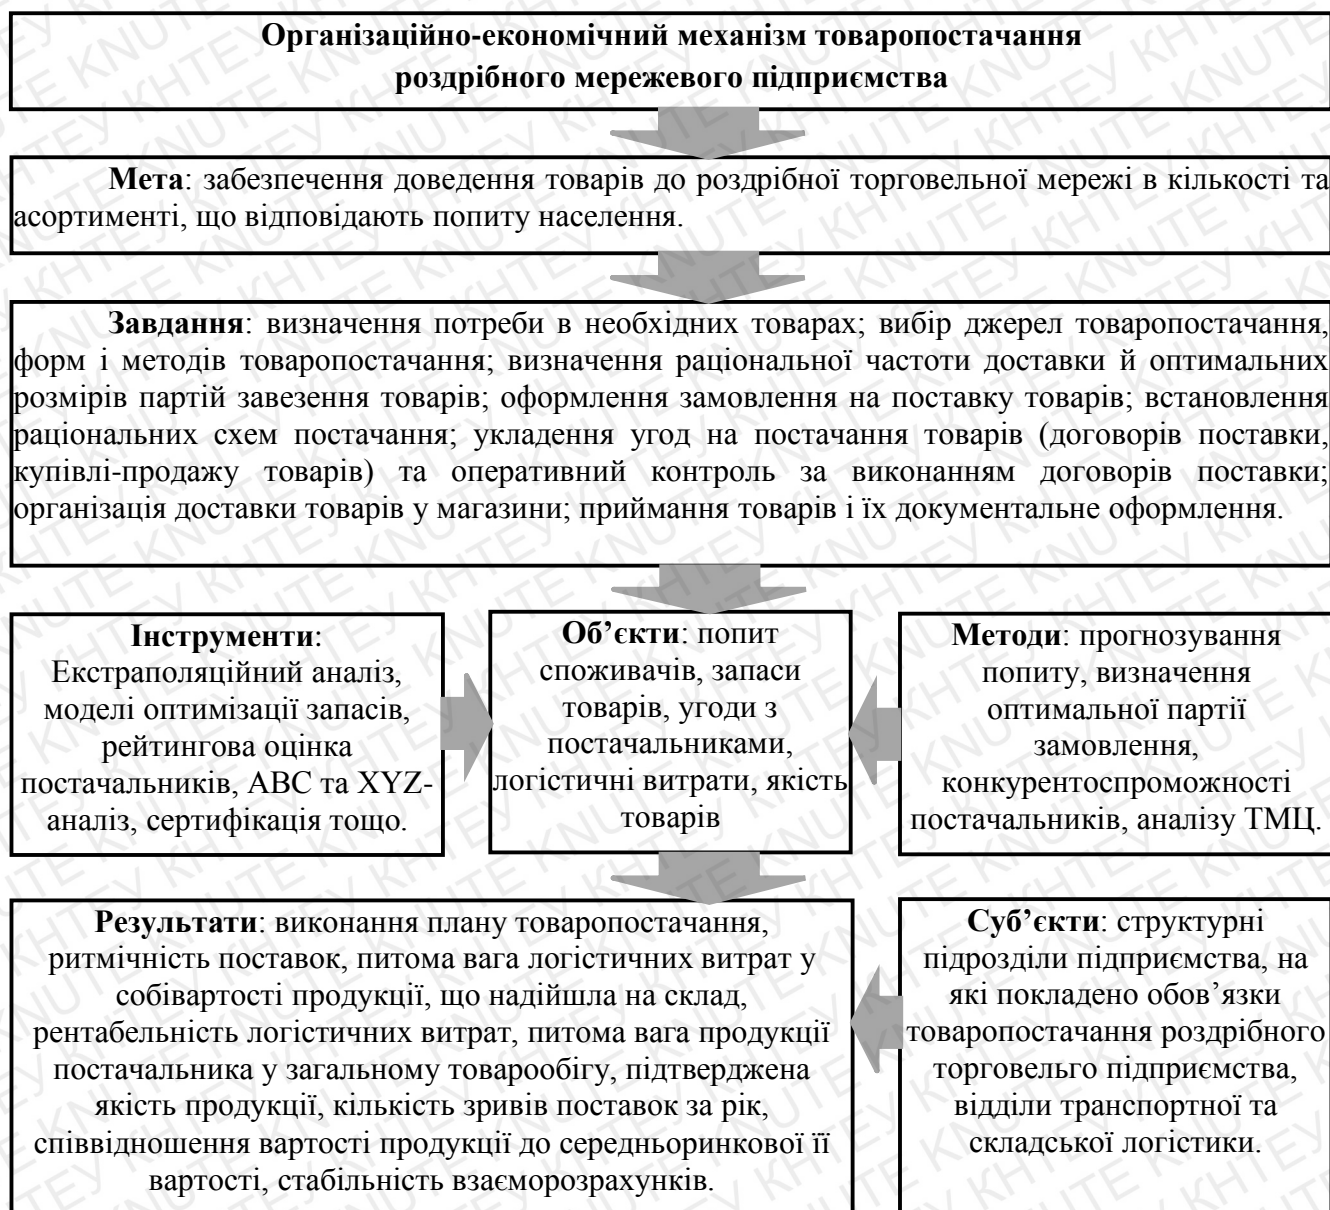 Організаційно-економічний механізм товаропостачання
роздрібного мережевого підприємства
Мета: забезпечення доведення товарів до роздрібної торговельної мережі в кількості та
асортименті, що відповідають попиту населення.
Завдання: визначення потреби в необхідних товарах; вибір джерел товаропостачання,
форм і методів товаропостачання; визначення раціональної частоти доставки й оптимальних
розмірів партій завезення товарів; оформлення замовлення на поставку товарів; встановлення
раціональних схем постачання; укладення угод на постачання товарів (договорів поставки,
купівлі-продажу товарів) та оперативний контроль за виконанням договорів поставки;
організація доставки товарів у магазини; приймання товарів і їх документальне оформлення.
Інструменти:
Екстраполяційний аналіз,
моделі оптимізації запасів,
рейтингова оцінка
постачальників, АВС та XYZ-
аналіз, сертифікація тощо.
Об’єкти: попит
споживачів, запаси
товарів, угоди з
постачальниками,
логістичні витрати, якість
товарів
Методи: прогнозування
попиту, визначення
оптимальної партії
замовлення,
конкурентоспроможності
постачальників, аналізу ТМЦ.
Результати: виконання плану товаропостачання,
ритмічність поставок, питома вага логістичних витрат у
собівартості продукції, що надійшла на склад,
рентабельність логістичних витрат, питома вага продукції
постачальника у загальному товарообігу, підтверджена
якість продукції, кількість зривів поставок за рік,
співвідношення вартості продукції до середньоринкової її
вартості, стабільність взаєморозрахунків.
Суб’єкти: структурні
підрозділи підприємства, на
які покладено обов’язки
товаропостачання роздрібного
торговельго підприємства,
відділи транспортної та
складської логістики.